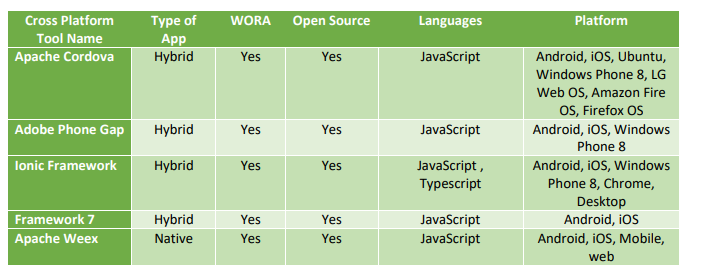 Cross Platform Tool Name | Type of App | WORA | Open Source | Languages | Platform
Apache Cordova | Hybrid | Yes | Yes | JavaScript | Android, iOS, Ubuntu,
Windows Phone 8, LG
Web OS, Amazon Fire
OS, Firefox OS
Adobe Phone Gap | Hybrid | Yes | Yes | JavaScript | Android, iOS, Windows
Phone 8
Ionic Framework | Hybrid | Yes | Yes | JavaScript , Typescript | Android, iOS, Windows
Phone 8, Chrome,
Desktop
Framework 7 | Hybrid | Yes | Yes | JavaScript | Android, iOS
Apache Weex | Native | Yes | Yes | JavaScript | Android, iOS, Mobile,
web